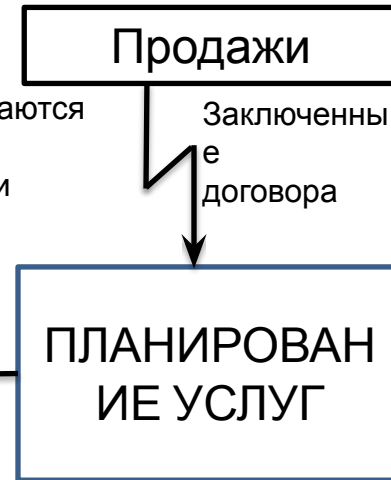 Продажи
аются
и
Заключенны
е
договора
ПЛАНИРОВАН
ИЕ УСЛУГ